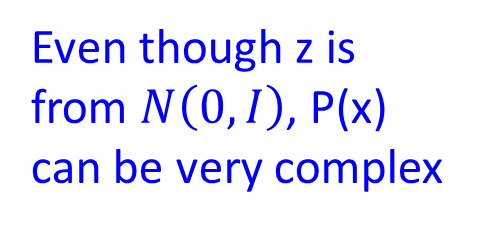 Even though z is
from N(0, I), P(x)
can be very complex